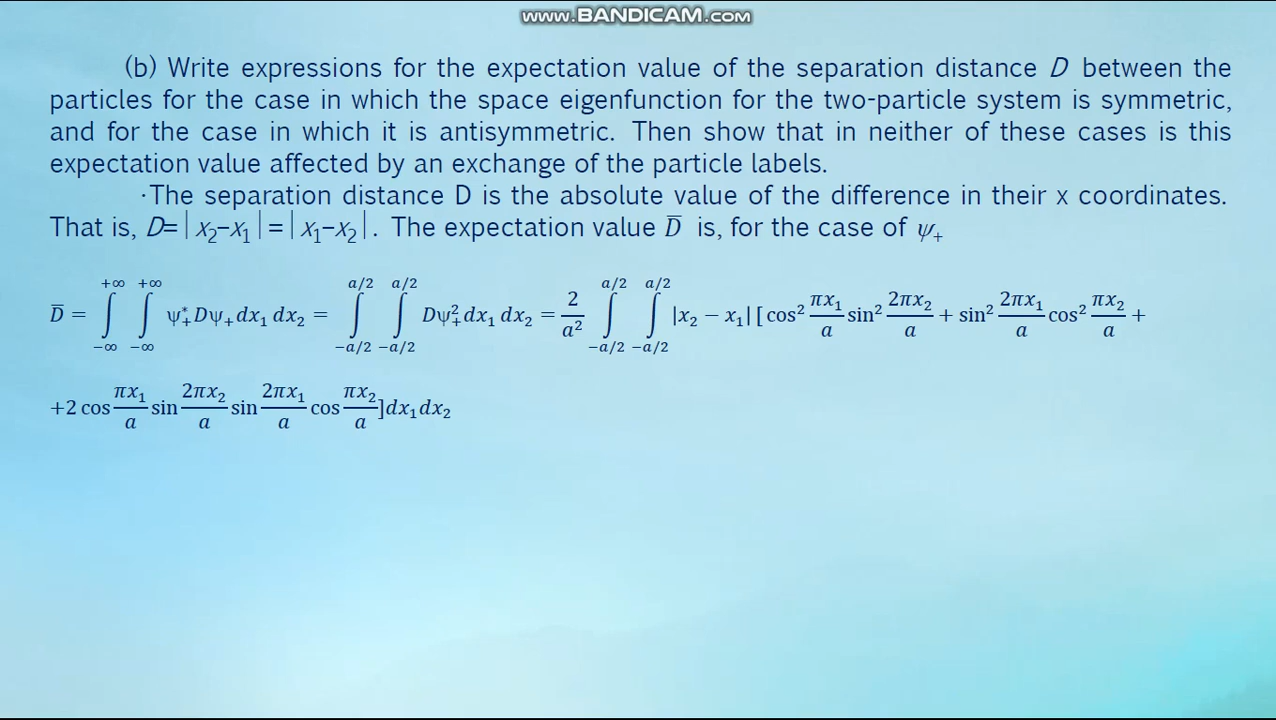 www.BANDICAM.com
(b) Write expressions for the expectation value of the separation distance D between the
particles for the case in which the space eigenfunction for the two-particle system is symmetric,
and for the case in which it is antisymmetric. Then show that in neither of these cases is this
expectation value affected by an exchange of the particle labels.
·The separation distance D is the absolute value of the difference in their x coordinates.
That is, D=|x₂−x₁|=|x₁−x₂|. The expectation value D̅ is, for the case of ψ₊
D̅ = ∫_{−∞}^{+∞} ∫_{−∞}^{+∞} ψ₊* Dψ₊dx₁ dx₂ = ∫_{−a/2}^{a/2} ∫_{−a/2}^{a/2} Dψ₊² dx₁ dx₂ = 2/a² ∫_{−a/2}^{a/2} ∫_{−a/2}^{a/2} |x₂ − x₁| [cos² πx₁/a sin² 2πx₂/a + sin² 2πx₁/a cos² πx₂/a +
+2 cos πx₁/a sin 2πx₂/a sin 2πx₁/a cos πx₂/a]dx₁dx₂